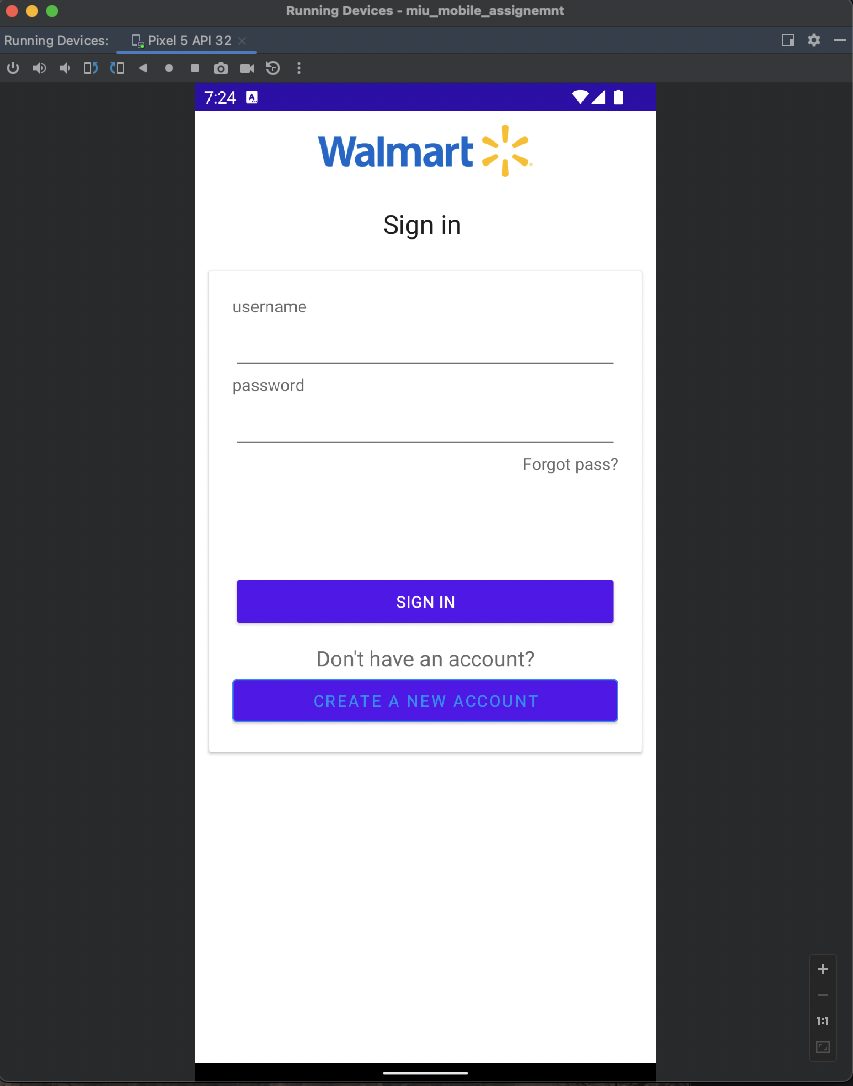 Running Devices - miu_mobile_assignemnt
Running Devices: Pixel 5 API 32
7:24 A
Walmart
Sign in
username
password
Forgot pass?
SIGN IN
Don't have an account?
CREATE A NEW ACCOUNT
1:1